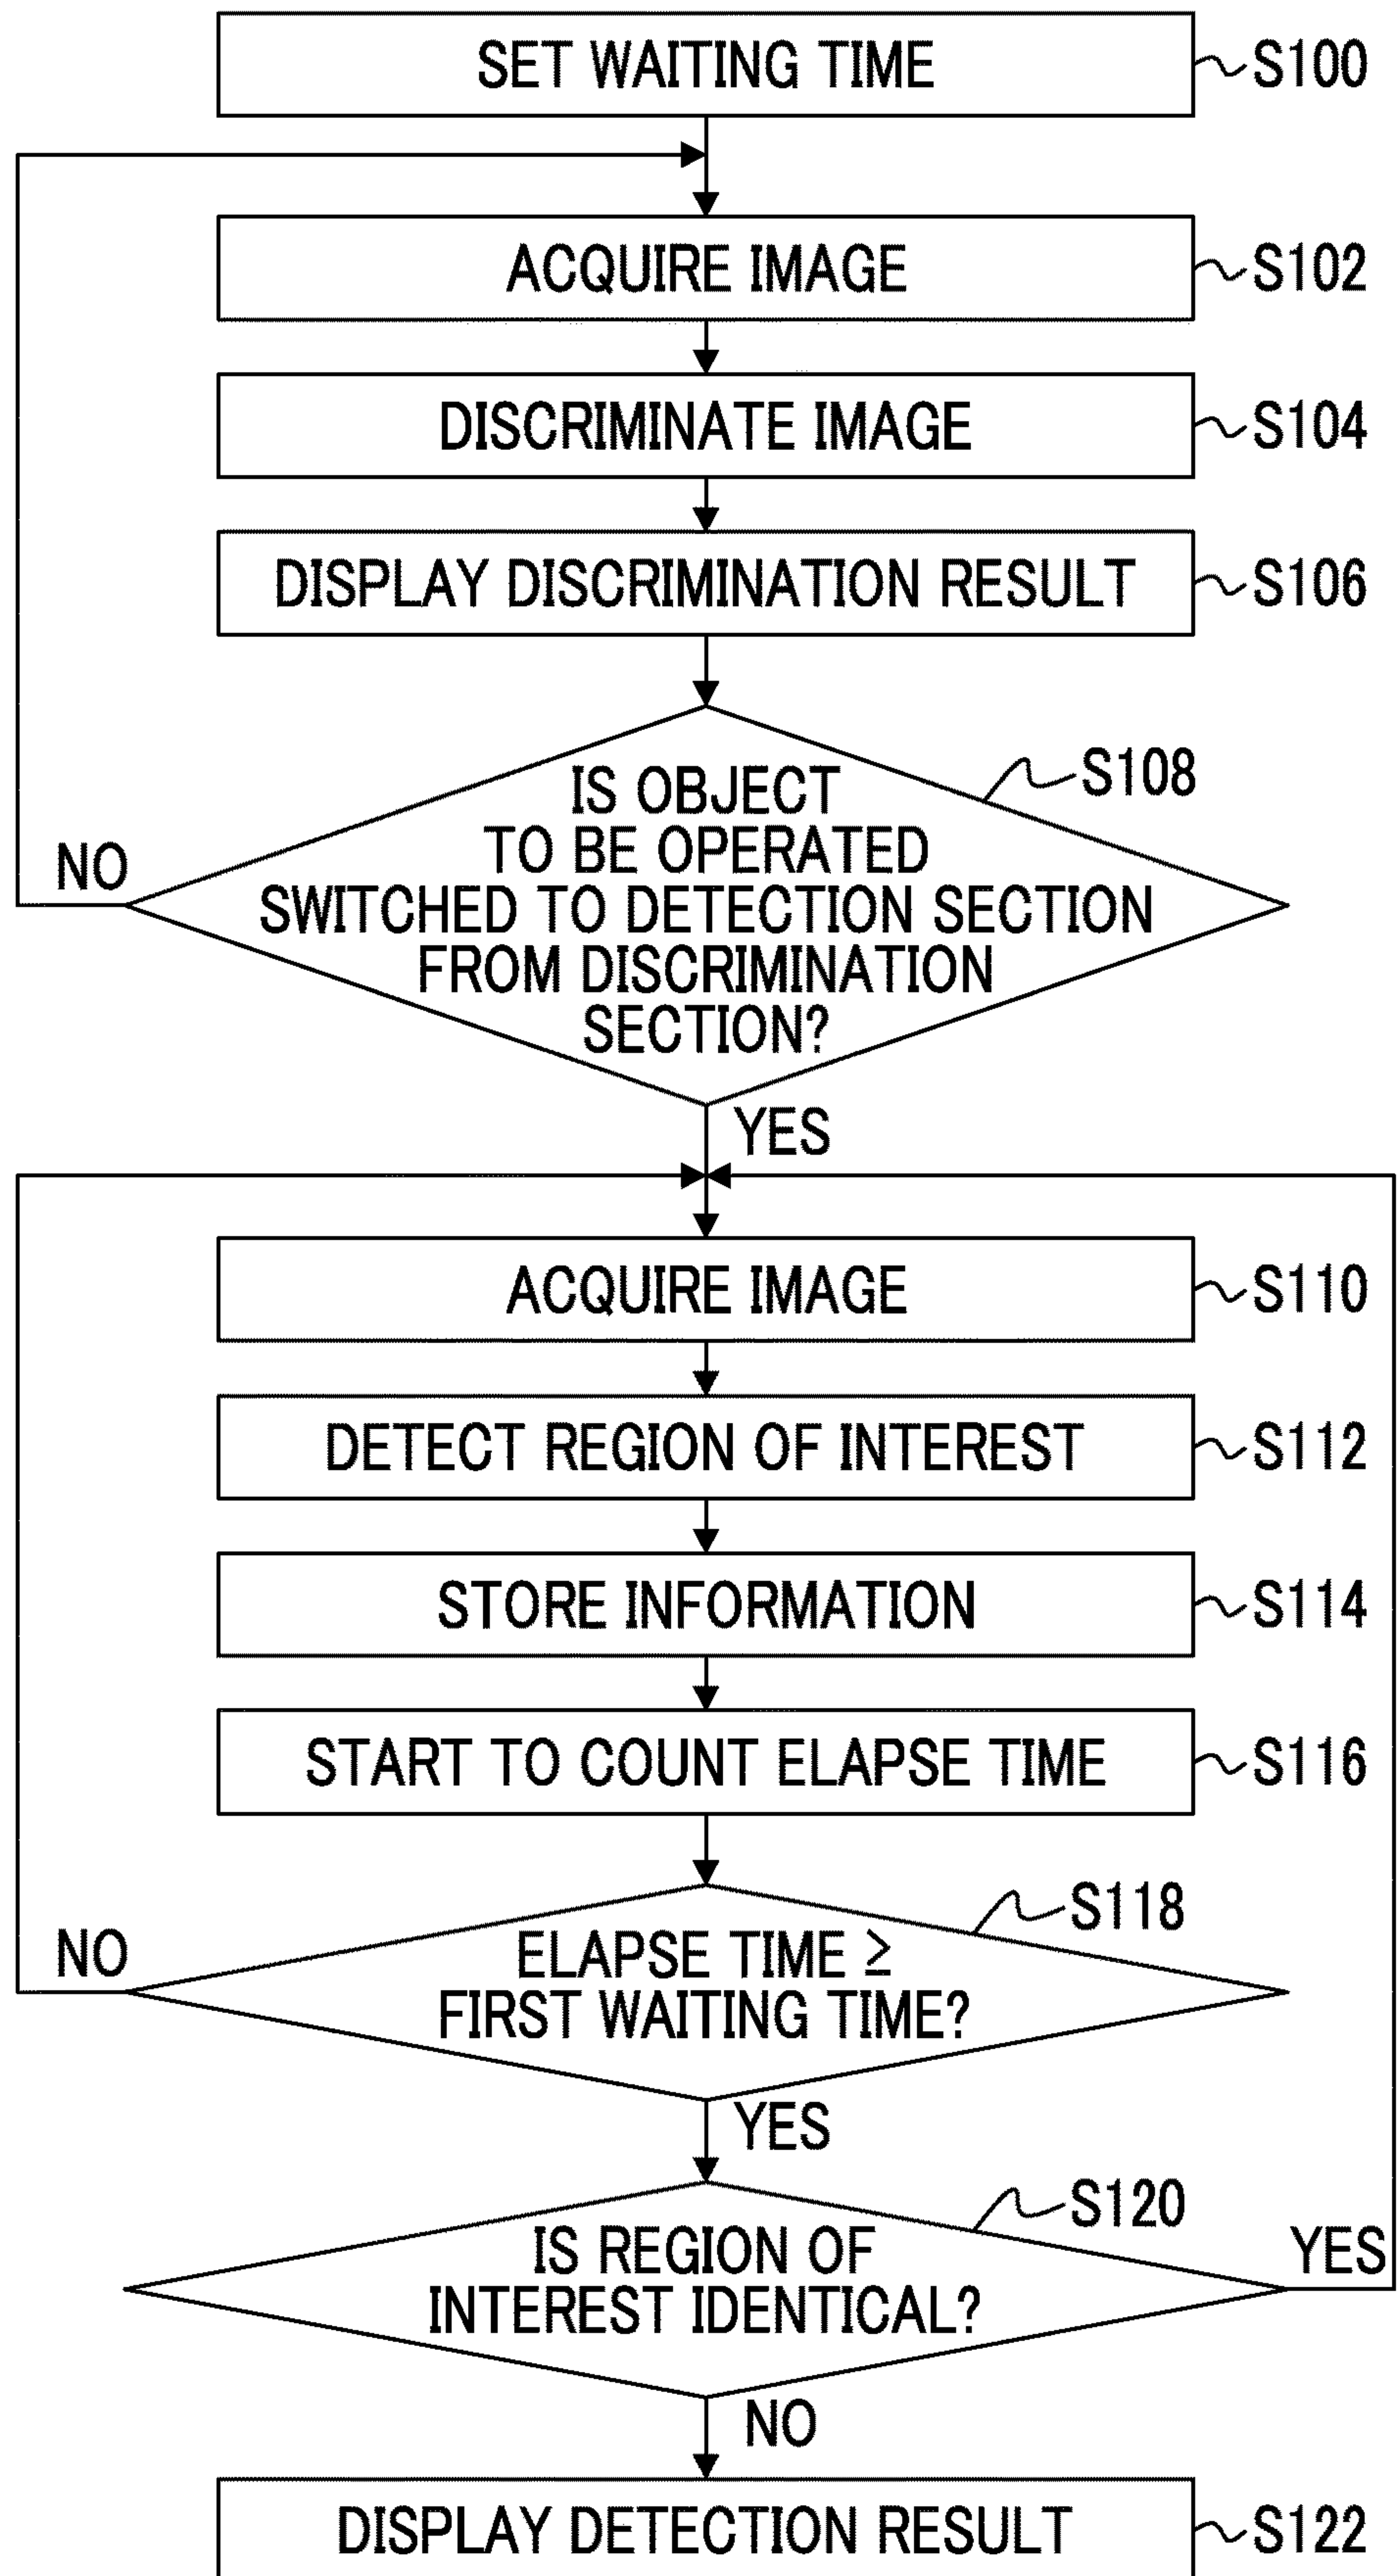 SET WAITING TIME
S100
ACQUIRE IMAGE
S102
DISCRIMINATE IMAGE
S104
DISPLAY DISCRIMINATION RESULT
S106
S108
IS OBJECT
TO BE OPERATED
SWITCHED TO DETECTION SECTION
FROM DISCRIMINATION
SECTION?
NO
YES
ACQUIRE IMAGE
S110
DETECT REGION OF INTEREST
S112
STORE INFORMATION
S114
START TO COUNT ELAPSE TIME
S116
S118
ELAPSE TIME ≥
FIRST WAITING TIME?
NO
YES
S120
IS REGION OF
INTEREST IDENTICAL?
YES
NO
DISPLAY DETECTION RESULT
S122